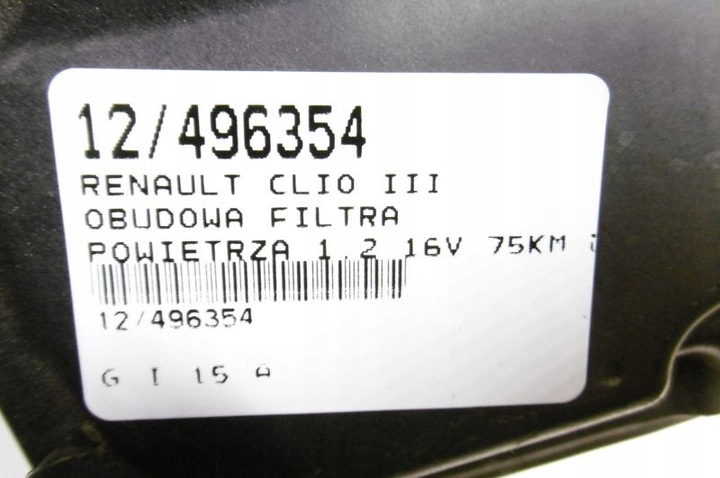 12/496354
RENAULT CLIO III
OBUDOWA FILTRA
POWIETRZA 1.2 16V 75KM
12/496354
G I 15 A